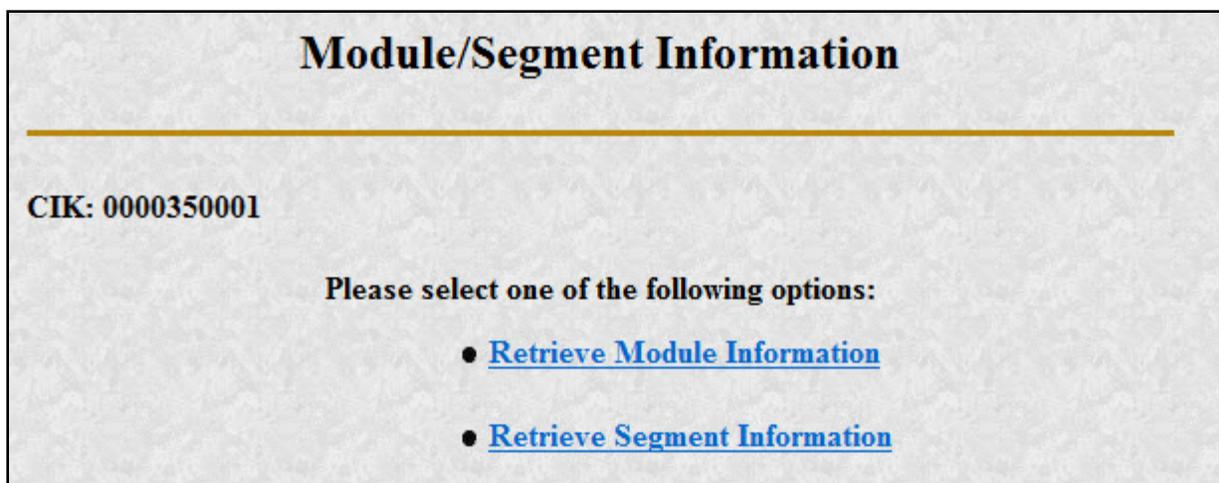 Module/Segment Information
CIK: 0000350001
Please select one of the following options:
Retrieve Module Information
Retrieve Segment Information